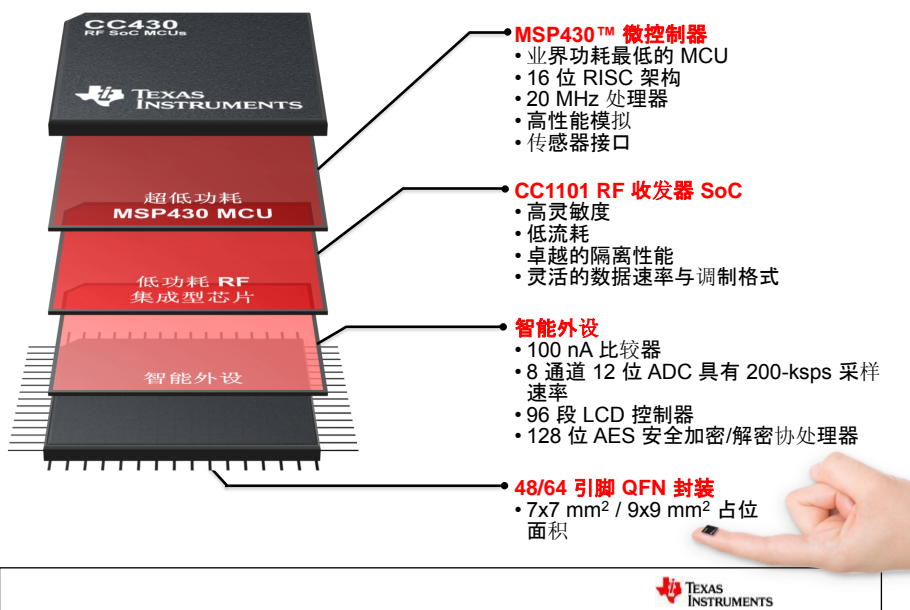 CC430
RF SoC MCUs
TEXAS
INSTRUMENTS
超低功耗
MSP430 MCU
低功耗 RF
集成型芯片
智能外设
MSP430™ 微控制器
• 业界功耗最低的 MCU
• 16 位 RISC 架构
• 20 MHz 处理器
• 高性能模拟
• 传感器接口
CC1101 RF 收发器 SoC
• 高灵敏度
• 低流耗
• 卓越的隔离性能
• 灵活的数据速率与调制格式
智能外设
• 100 nA 比较器
• 8 通道 12 位 ADC 具有 200-ksps 采样
速率
• 96 段 LCD 控制器
• 128 位 AES 安全加密/解密协处理器
48/64 引脚 QFN 封装
• 7x7 mm² / 9x9 mm² 占位
面积
TEXAS
INSTRUMENTS